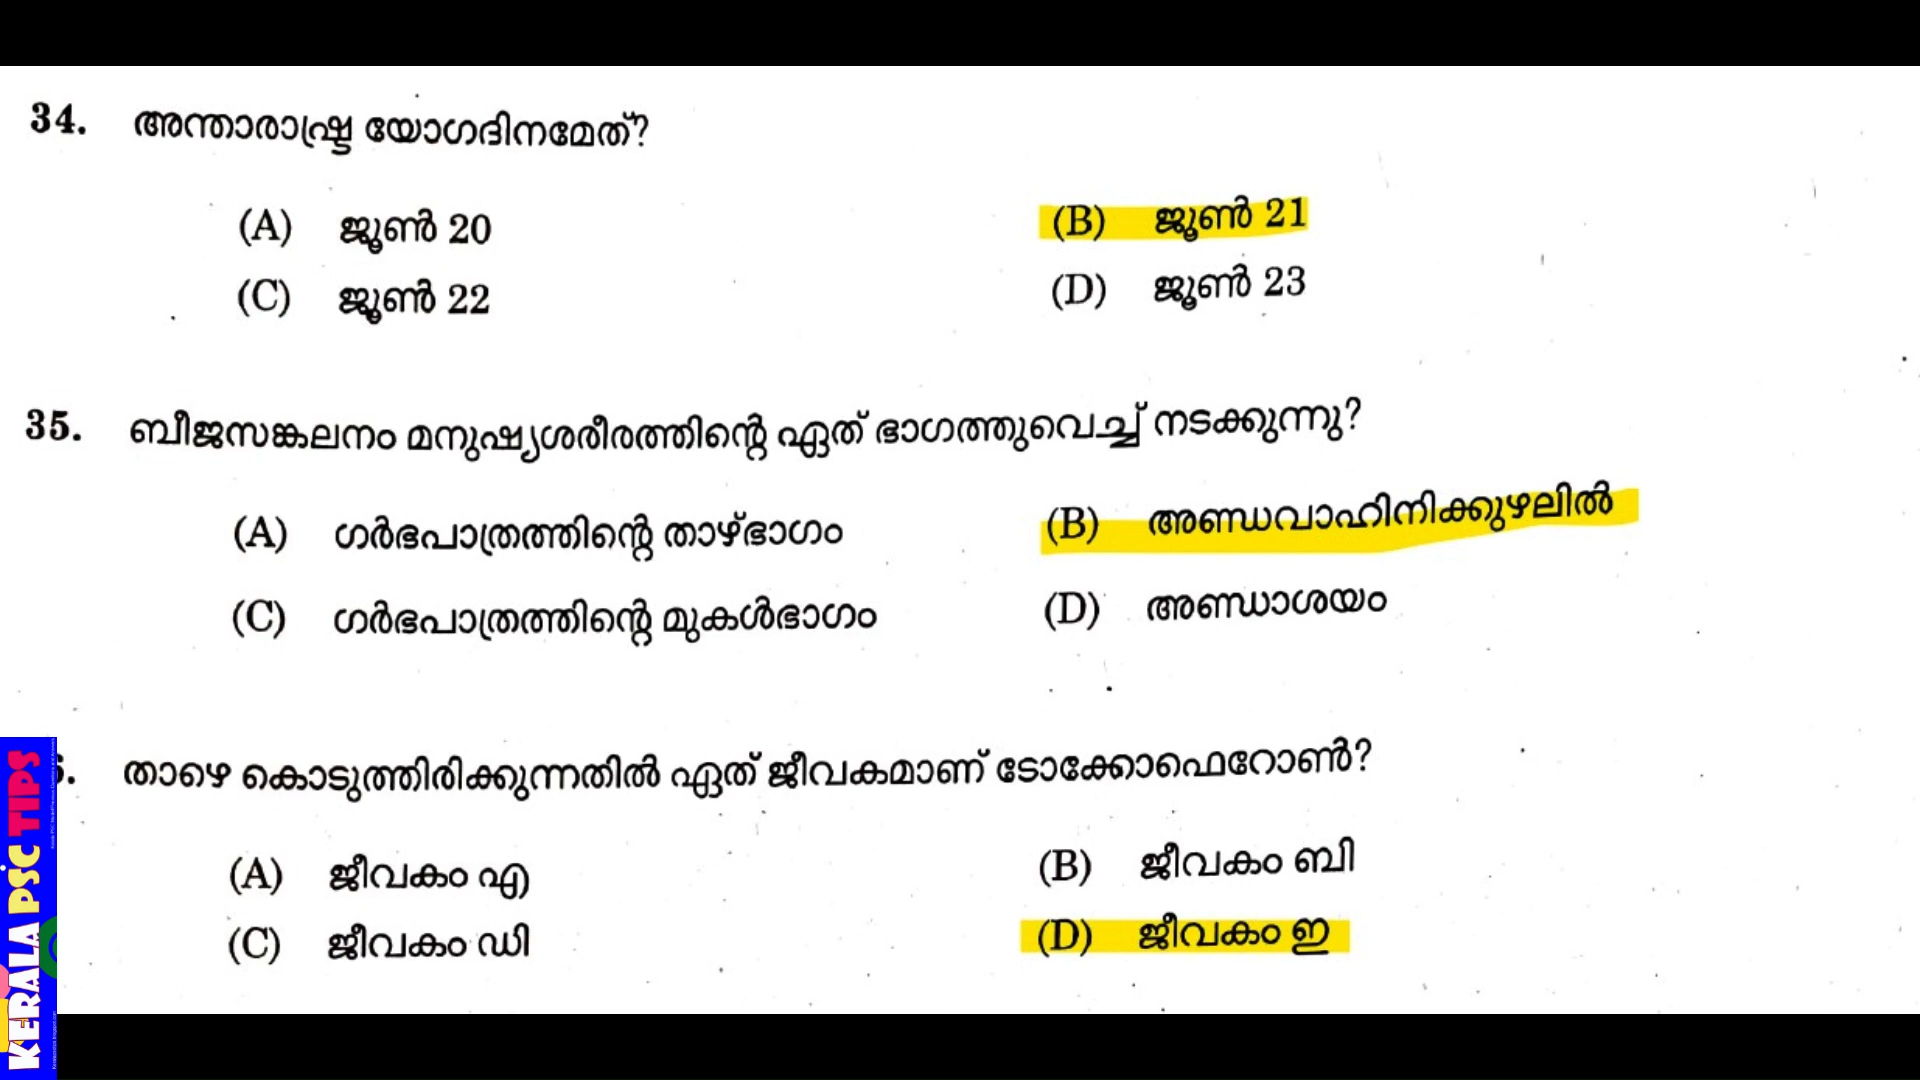 34. അന്താരാഷ്ട്ര യോഗദിനമേത്?
(A) ജൂൺ 20 (B) ജൂൺ 21
(C) ജൂൺ 22 (D) ജൂൺ 23
35. ബീജസങ്കലനം മനുഷ്യശരീരത്തിന്റെ ഏത് ഭാഗത്തുവെച്ച് നടക്കുന്നു?
(A) ഗർഭപാത്രത്തിന്റെ താഴ്ഭാഗം (B) അണ്ഡവാഹിനിക്കുഴലിൽ
(C) ഗർഭപാത്രത്തിന്റെ മുകൾഭാഗം (D) അണ്ഡാശയം
താഴെ കൊടുത്തിരിക്കുന്നതിൽ ഏത് ജീവകമാണ് ടോക്കോഫെറോൺ?
(A) ജീവകം എ (B) ജീവകം ബി
(C) ജീവകം ഡി (D) ജീവകം ഇ
KERALA PSC TIPS